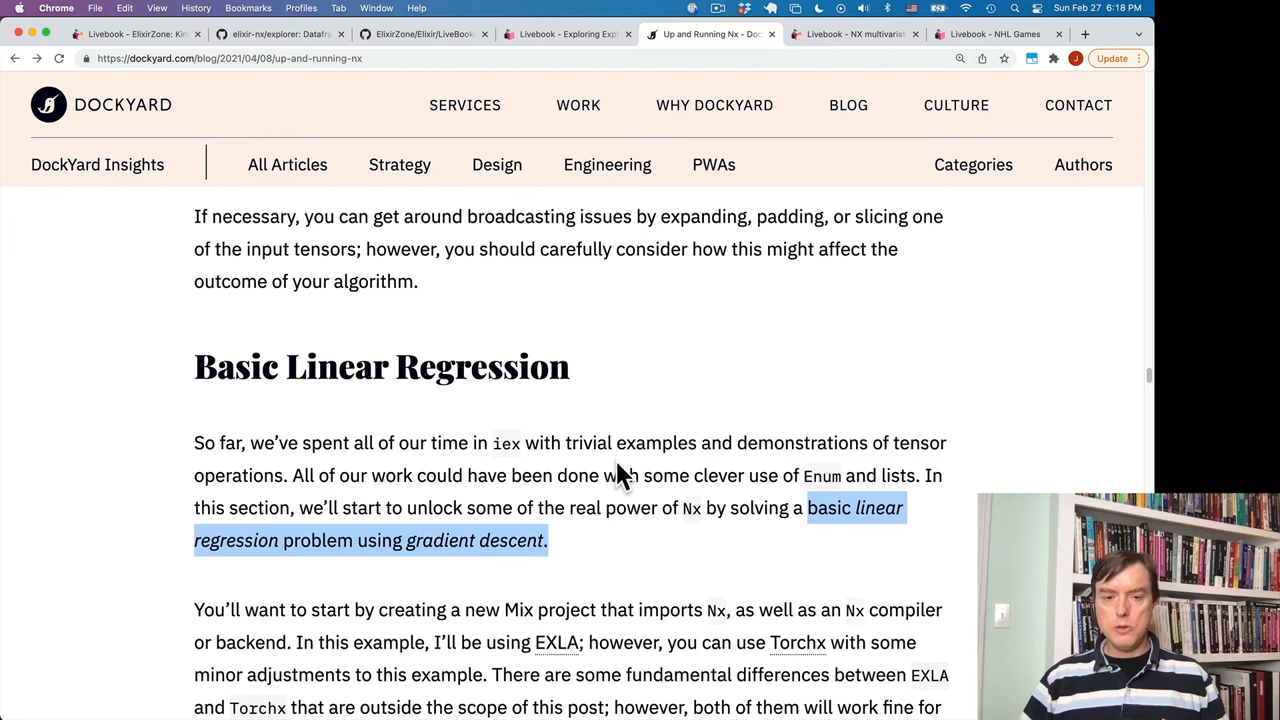 Chrome File Edit View History Bookmarks Profiles Tab Window Help Sun Feb 27 6:18 PM
Livebook - ElixirZone: Kin
elixir-nx/explorer: Datafr
ElixirZone/Elixir/LiveBook
Livebook - Exploring Expl
Up and Running Nx - Doc
Livebook - NX multivariat
Livebook - NHL Games
https://dockyard.com/blog/2021/04/08/up-and-running-nx
J Update
DOCKYARD SERVICES WORK WHY DOCKYARD BLOG CULTURE CONTACT
DockYard Insights All Articles Strategy Design Engineering PWAs Categories Authors
If necessary, you can get around broadcasting issues by expanding, padding, or slicing one
of the input tensors; however, you should carefully consider how this might affect the
outcome of your algorithm.
Basic Linear Regression
So far, we've spent all of our time in iex with trivial examples and demonstrations of tensor
operations. All of our work could have been done with some clever use of Enum and lists. In
this section, we'll start to unlock some of the real power of Nx by solving a basic linear
regression problem using gradient descent.
You'll want to start by creating a new Mix project that imports Nx, as well as an Nx compiler
or backend. In this example, I'll be using EXLA; however, you can use Torchx with some
minor adjustments to this example. There are some fundamental differences between EXLA
and Torchx that are outside the scope of this post; however, both of them will work fine for